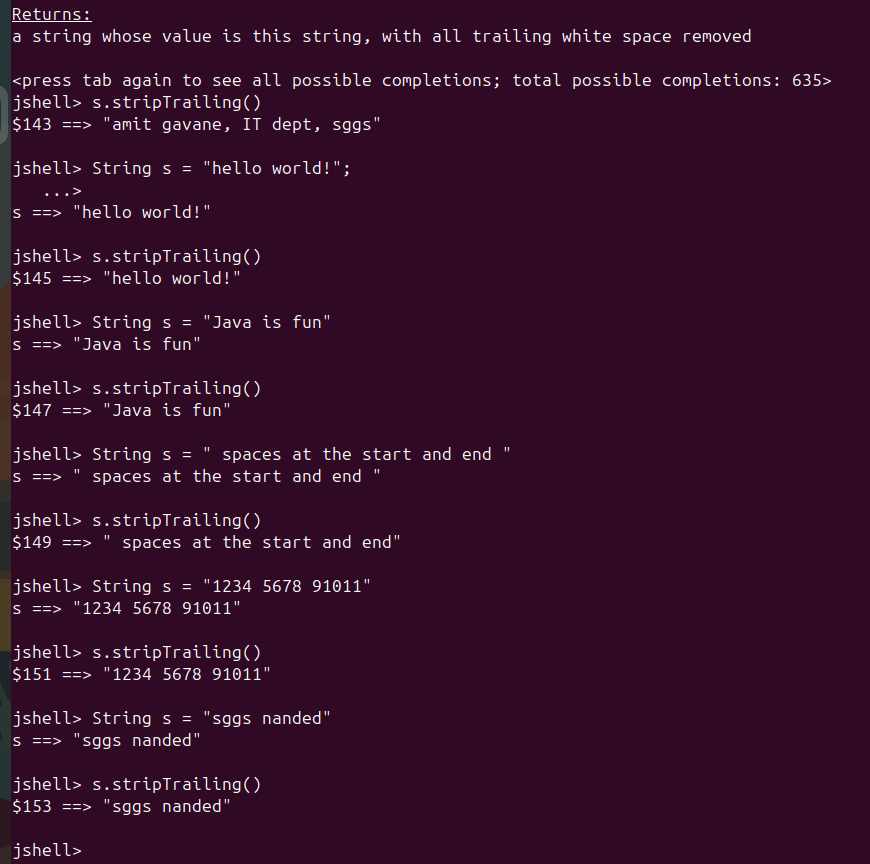 Returns:
a string whose value is this string, with all trailing white space removed
<press tab again to see all possible completions; total possible completions: 635>
jshell> s.stripTrailing()
$143 ==> "amit gavane, IT dept, sggs"
jshell> String s = "hello world!";
   ...>
s ==> "hello world!"
jshell> s.stripTrailing()
$145 ==> "hello world!"
jshell> String s = "Java is fun"
s ==> "Java is fun"
jshell> s.stripTrailing()
$147 ==> "Java is fun"
jshell> String s = " spaces at the start and end "
s ==> " spaces at the start and end "
jshell> s.stripTrailing()
$149 ==> " spaces at the start and end"
jshell> String s = "1234 5678 91011"
s ==> "1234 5678 91011"
jshell> s.stripTrailing()
$151 ==> "1234 5678 91011"
jshell> String s = "sggs nanded"
s ==> "sggs nanded"
jshell> s.stripTrailing()
$153 ==> "sggs nanded"
jshell>